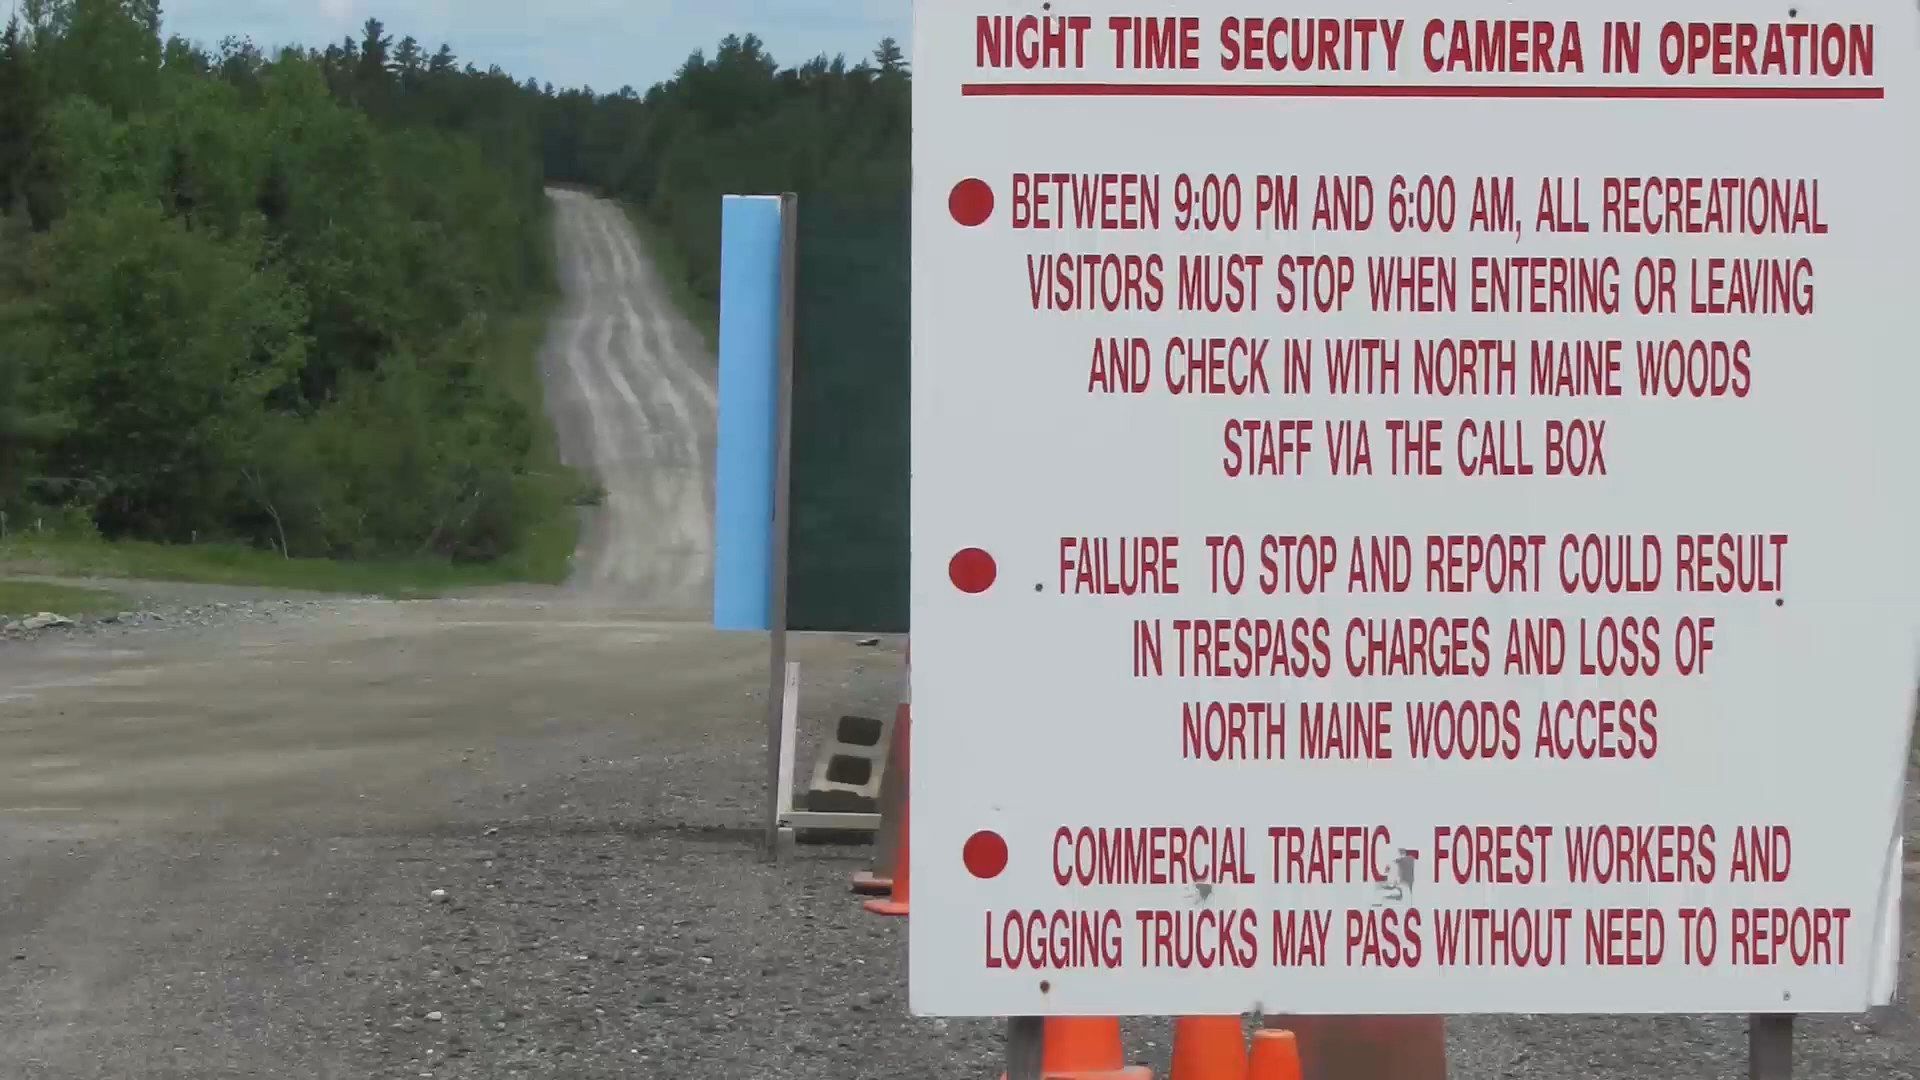 NIGHT TIME SECURITY CAMERA IN OPERATION
BETWEEN 9:00 PM AND 6:00 AM, ALL RECREATIONAL
VISITORS MUST STOP WHEN ENTERING OR LEAVING
AND CHECK IN WITH NORTH MAINE WOODS
STAFF VIA THE CALL BOX
FAILURE TO STOP AND REPORT COULD RESULT
IN TRESPASS CHARGES AND LOSS OF
NORTH MAINE WOODS ACCESS
COMMERCIAL TRAFFIC - FOREST WORKERS AND
LOGGING TRUCKS MAY PASS WITHOUT NEED TO REPORT